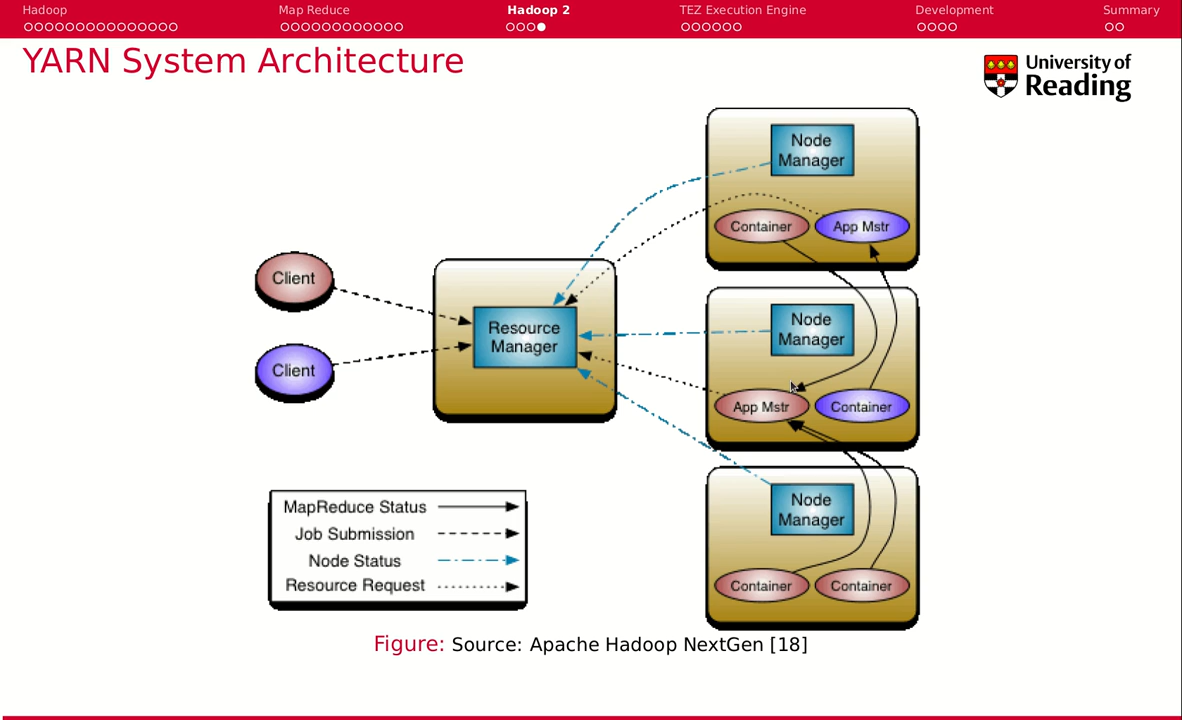 Hadoop
Map Reduce
Hadoop 2
TEZ Execution Engine
Development
Summary
YARN System Architecture
University of
Reading
Node
Manager
Container
App Mstr
Client
Resource
Manager
Node
Manager
Client
App Mstr
Container
Node
Manager
MapReduce Status
Job Submission
Node Status
Resource Request
Container
Container
Figure: Source: Apache Hadoop NextGen [18]